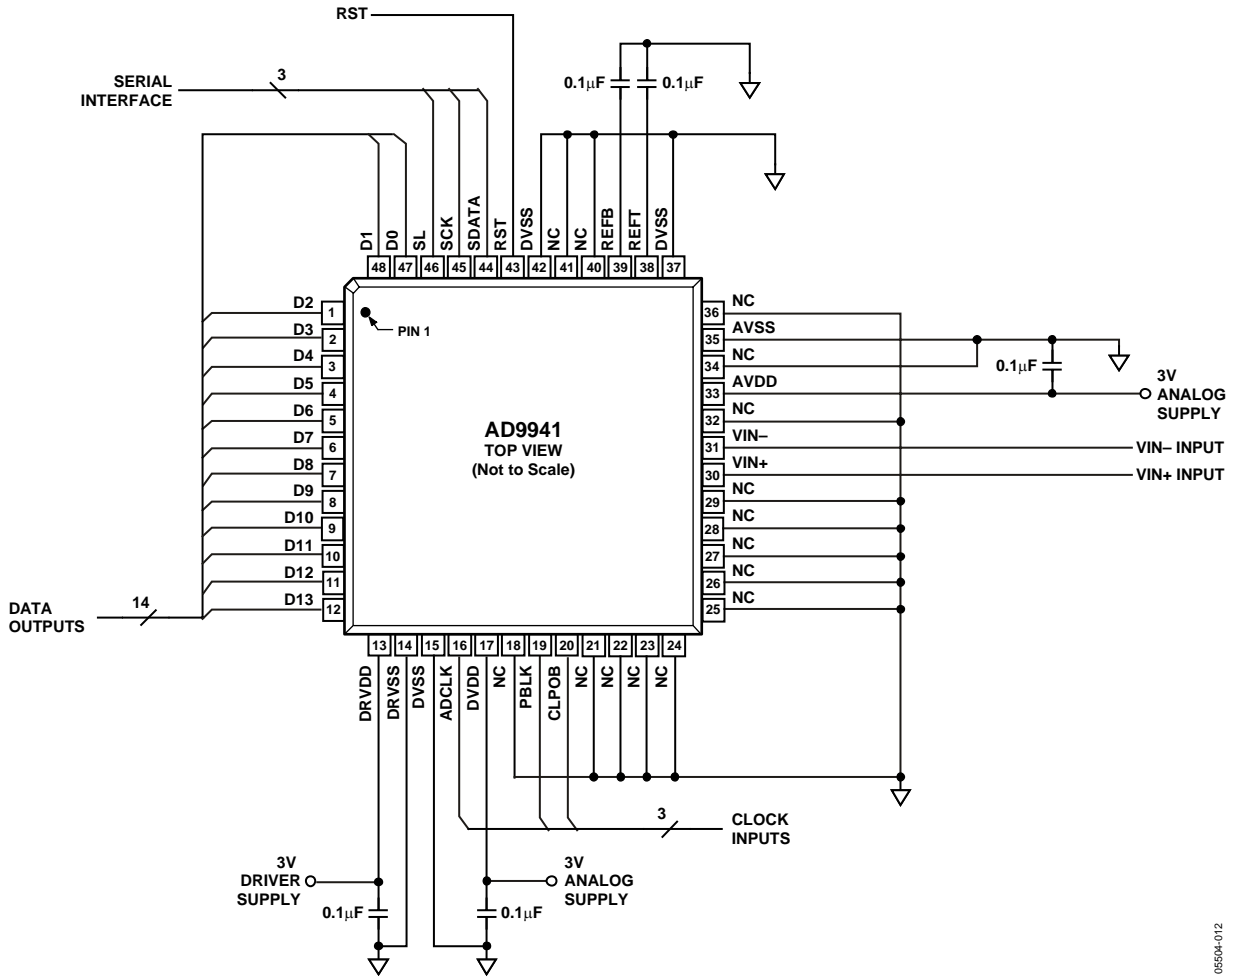 RST
SERIAL
INTERFACE
3
0.1μF
0.1μF
D1
D0
SL
SCK
SDATA
RST
DVSS
NC
NC
REFB
REFT
DVSS
48
47
46
45
44
43
42
41
40
39
38
37
D2
1
D3
2
D4
3
D5
4
D6
5
D7
6
D8
7
D9
8
D10
9
D11
10
D12
11
D13
12
PIN 1
AD9941
TOP VIEW
(Not to Scale)
36
NC
35
AVSS
34
NC
33
AVDD
32
NC
31
VIN–
30
VIN+
29
NC
28
NC
27
NC
26
NC
25
NC
0.1μF
3V
ANALOG
SUPPLY
VIN– INPUT
VIN+ INPUT
DATA
OUTPUTS
14
13
14
15
16
17
18
19
20
21
22
23
24
DRVDD
DRVSS
DVSS
ADCLK
DVDD
NC
PBLK
CLPOB
NC
NC
NC
NC
3
CLOCK
INPUTS
3V
DRIVER
SUPPLY
0.1μF
3V
ANALOG
SUPPLY
0.1μF
05504-012